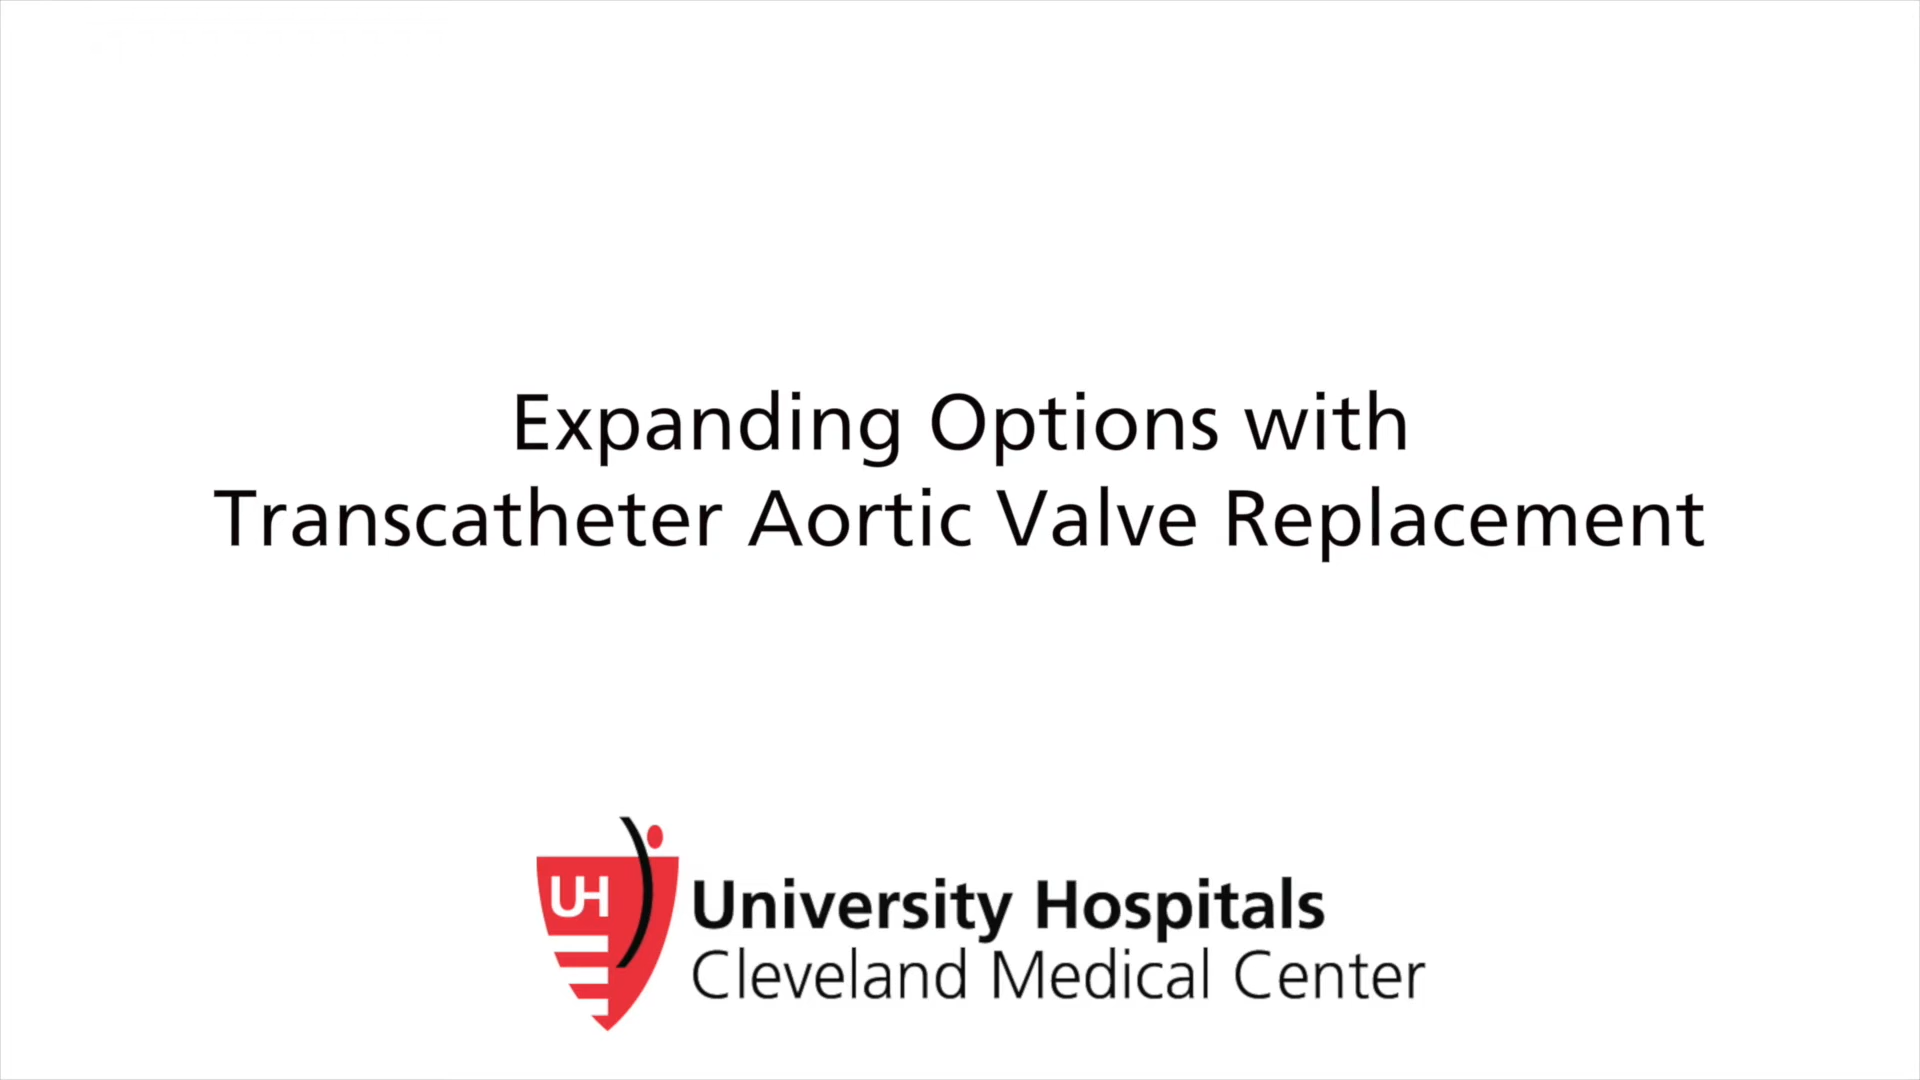 Expanding Options with
Transcatheter Aortic Valve Replacement
UH
University Hospitals
Cleveland Medical Center